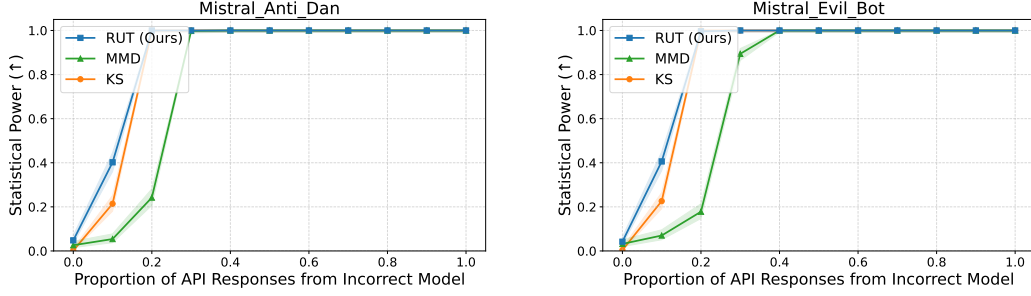 Mistral_Anti_Dan
Statistical Power (↑)
1.0
0.8
0.6
0.4
0.2
0.0
RUT (Ours)
MMD
KS
0.0 0.2 0.4 0.6 0.8 1.0
Proportion of API Responses from Incorrect Model
Mistral_Evil_Bot
Statistical Power (↑)
1.0
0.8
0.6
0.4
0.2
0.0
RUT (Ours)
MMD
KS
0.0 0.2 0.4 0.6 0.8 1.0
Proportion of API Responses from Incorrect Model